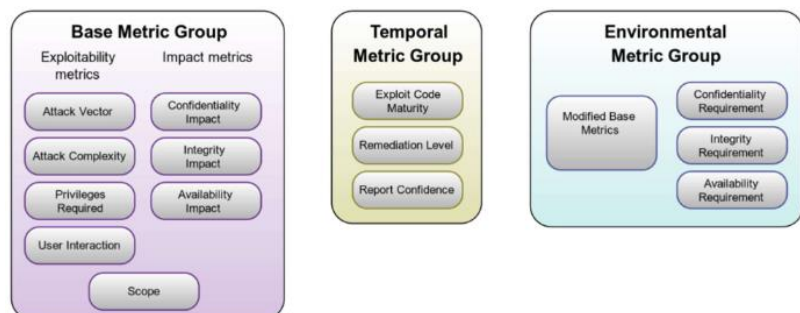 Base Metric Group
Exploitability
metrics
Impact metrics
Attack Vector
Attack Complexity
Privileges
Required
User Interaction
Confidentiality
Impact
Integrity
Impact
Availability
Impact
Scope
Temporal
Metric Group
Exploit Code
Maturity
Remediation Level
Report Confidence
Environmental
Metric Group
Modified Base
Metrics
Confidentiality
Requirement
Integrity
Requirement
Availability
Requirement